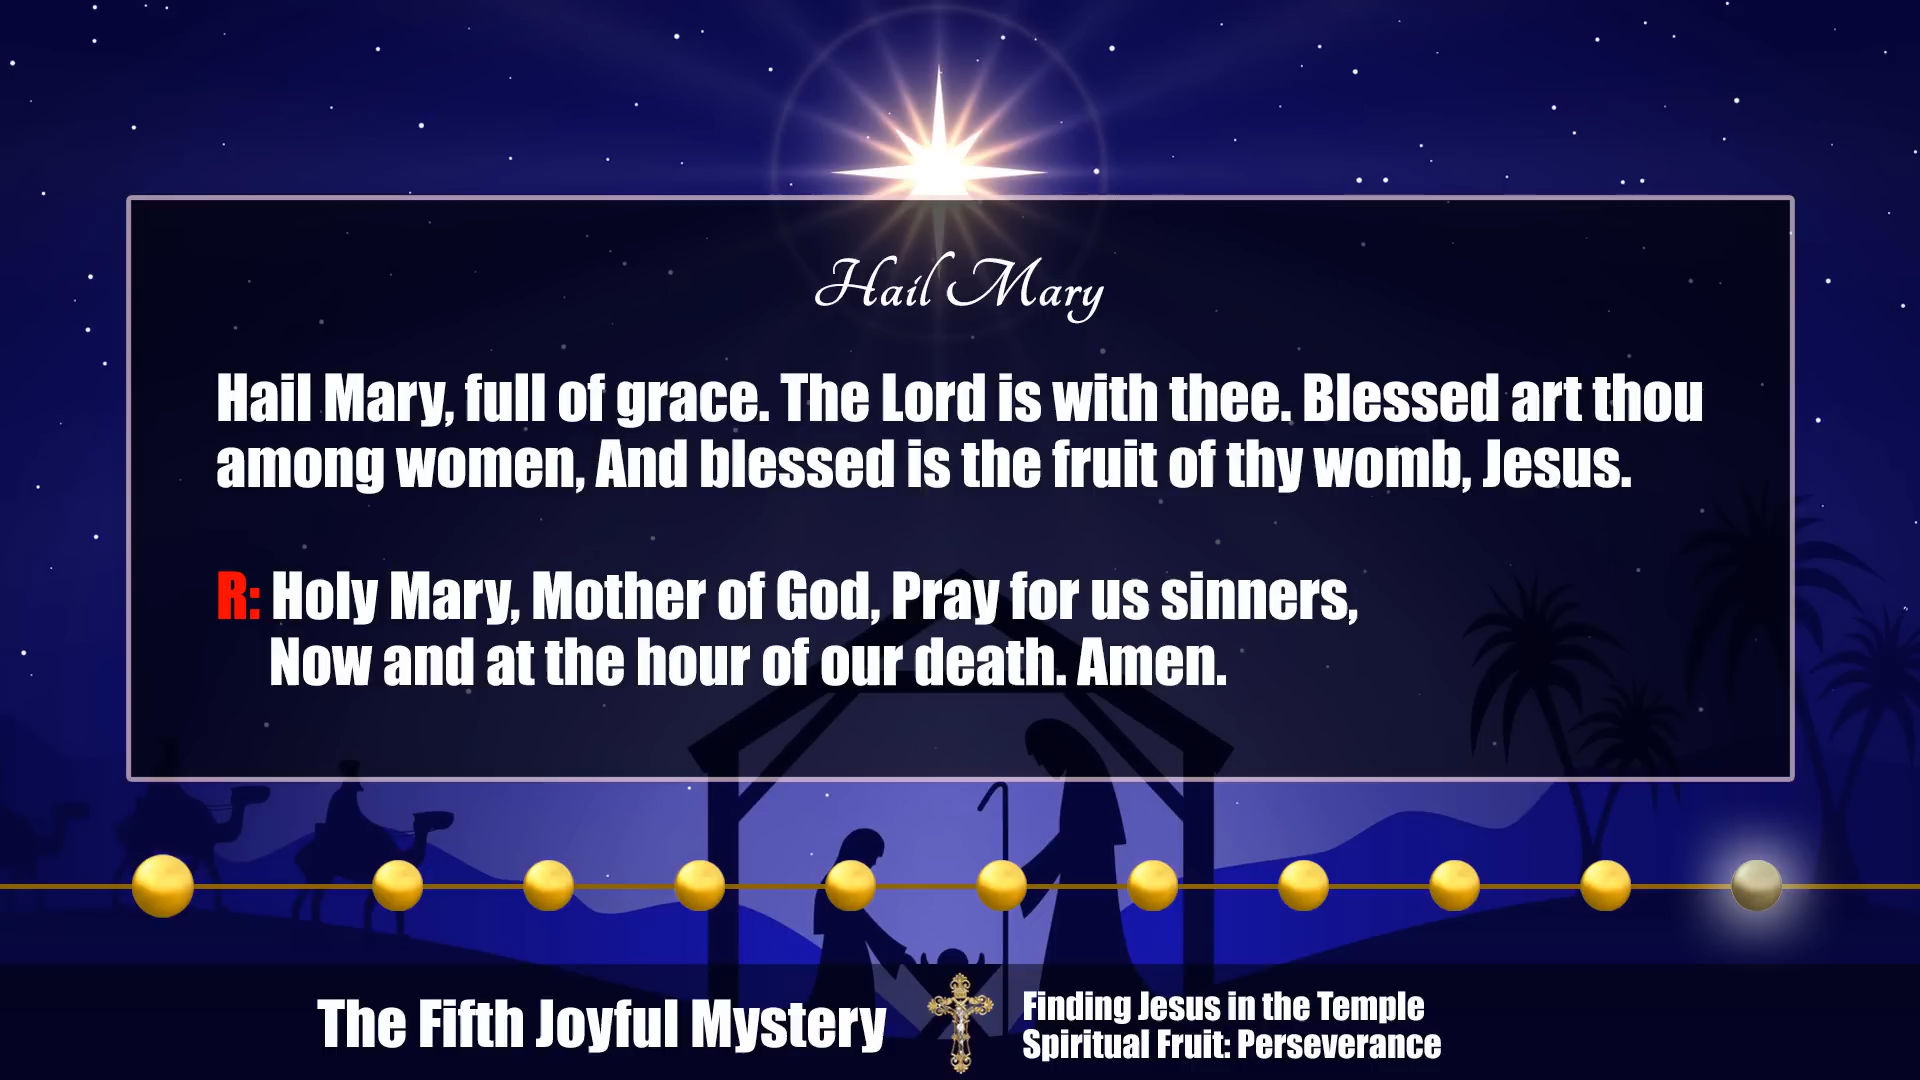 Hail Mary
Hail Mary, full of grace. The Lord is with thee. Blessed art thou
among women, And blessed is the fruit of thy womb, Jesus.
R: Holy Mary, Mother of God, Pray for us sinners,
Now and at the hour of our death. Amen.
The Fifth Joyful Mystery
Finding Jesus in the Temple
Spiritual Fruit: Perseverance